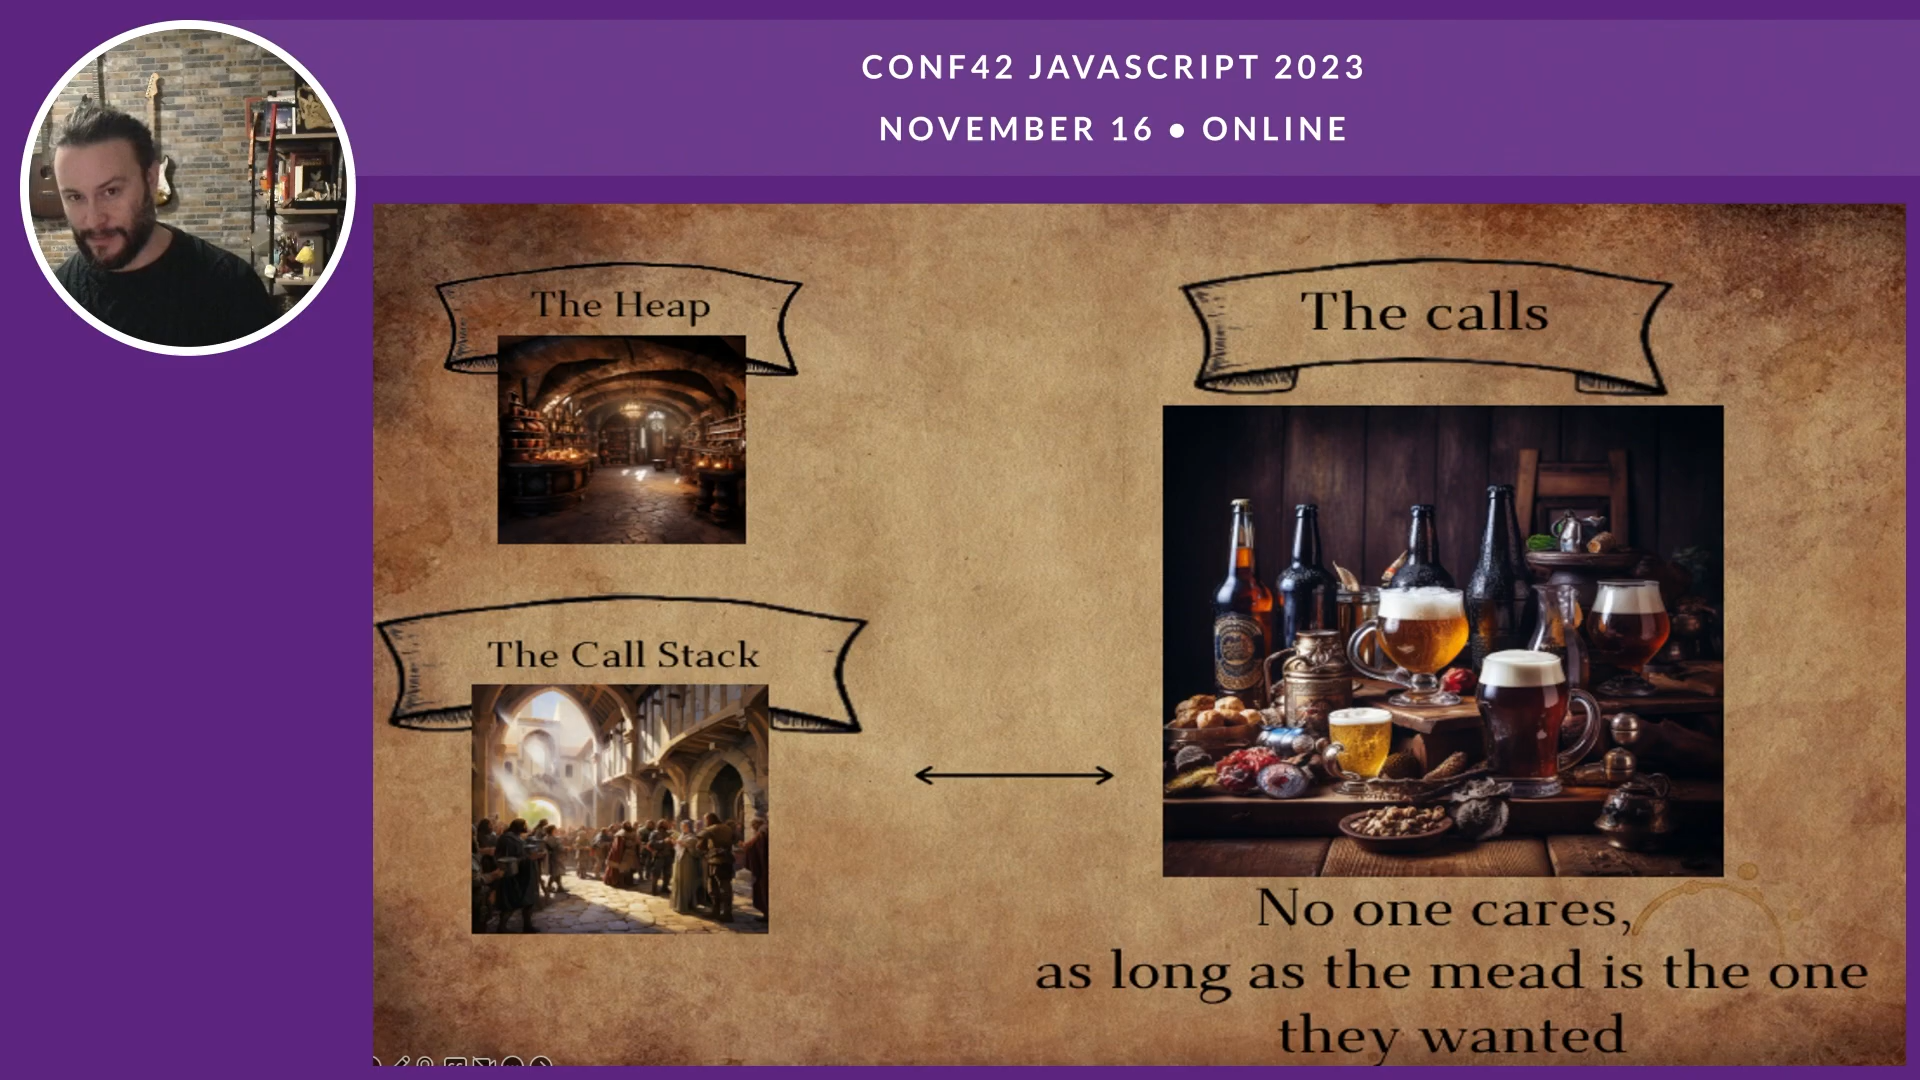 CONF42 JAVASCRIPT 2023
NOVEMBER 16 ● ONLINE
The Heap
The calls
The Call Stack
No one cares,
as long as the mead is the one
they wanted